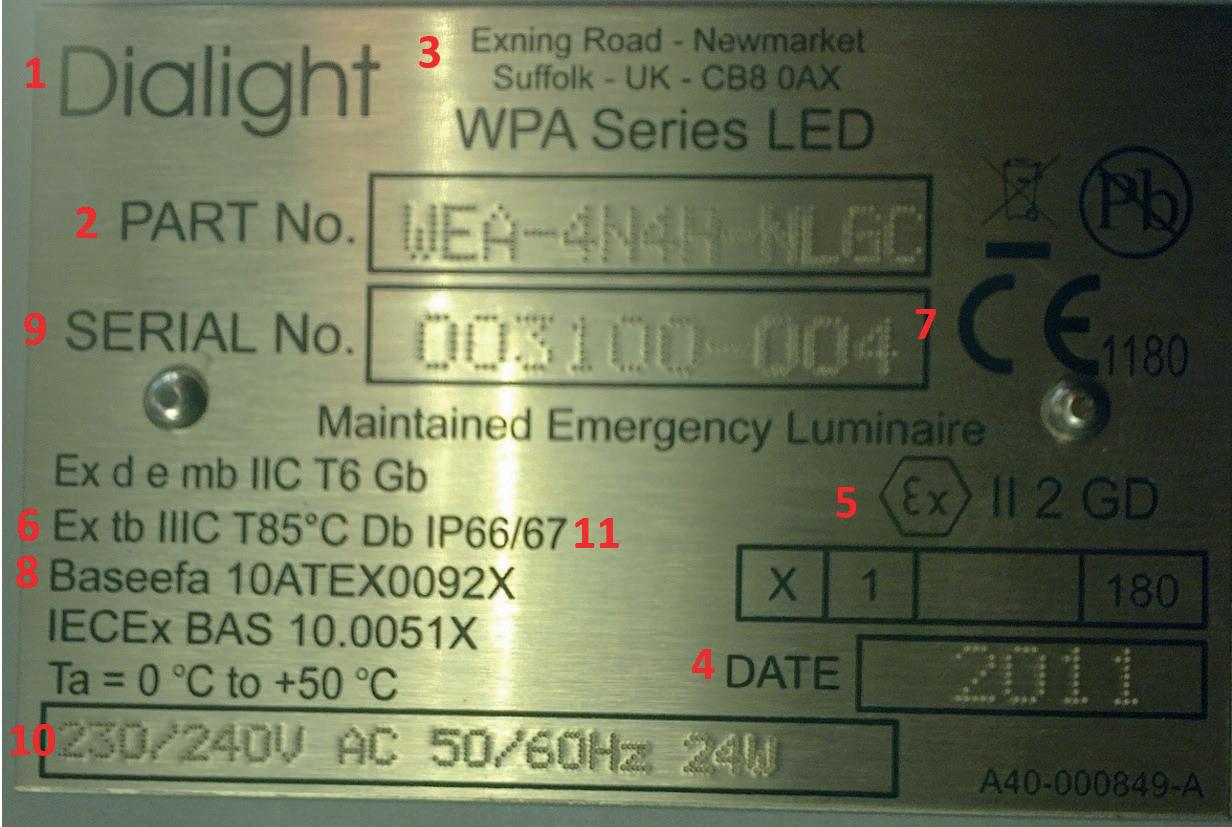 1 Dialight
3 Exning Road - Newmarket
Suffolk - UK - CB8 0AX
WPA Series LED
2 PART No. WEA-4N4H-NLGC
Pb
9 SERIAL No. 003100-004
7 CE 1180
Maintained Emergency Luminaire
Ex d e mb IIC T6 Gb
5 Ex II 2 GD
6 Ex tb IIIC T85°C Db IP66/67 11
8 Baseefa 10ATEX0092X
X 1 180
IECEx BAS 10.0051X
Ta = 0 °C to +50 °C
4 DATE 2011
10 230/240V AC 50/60Hz 24W
A40-000849-A